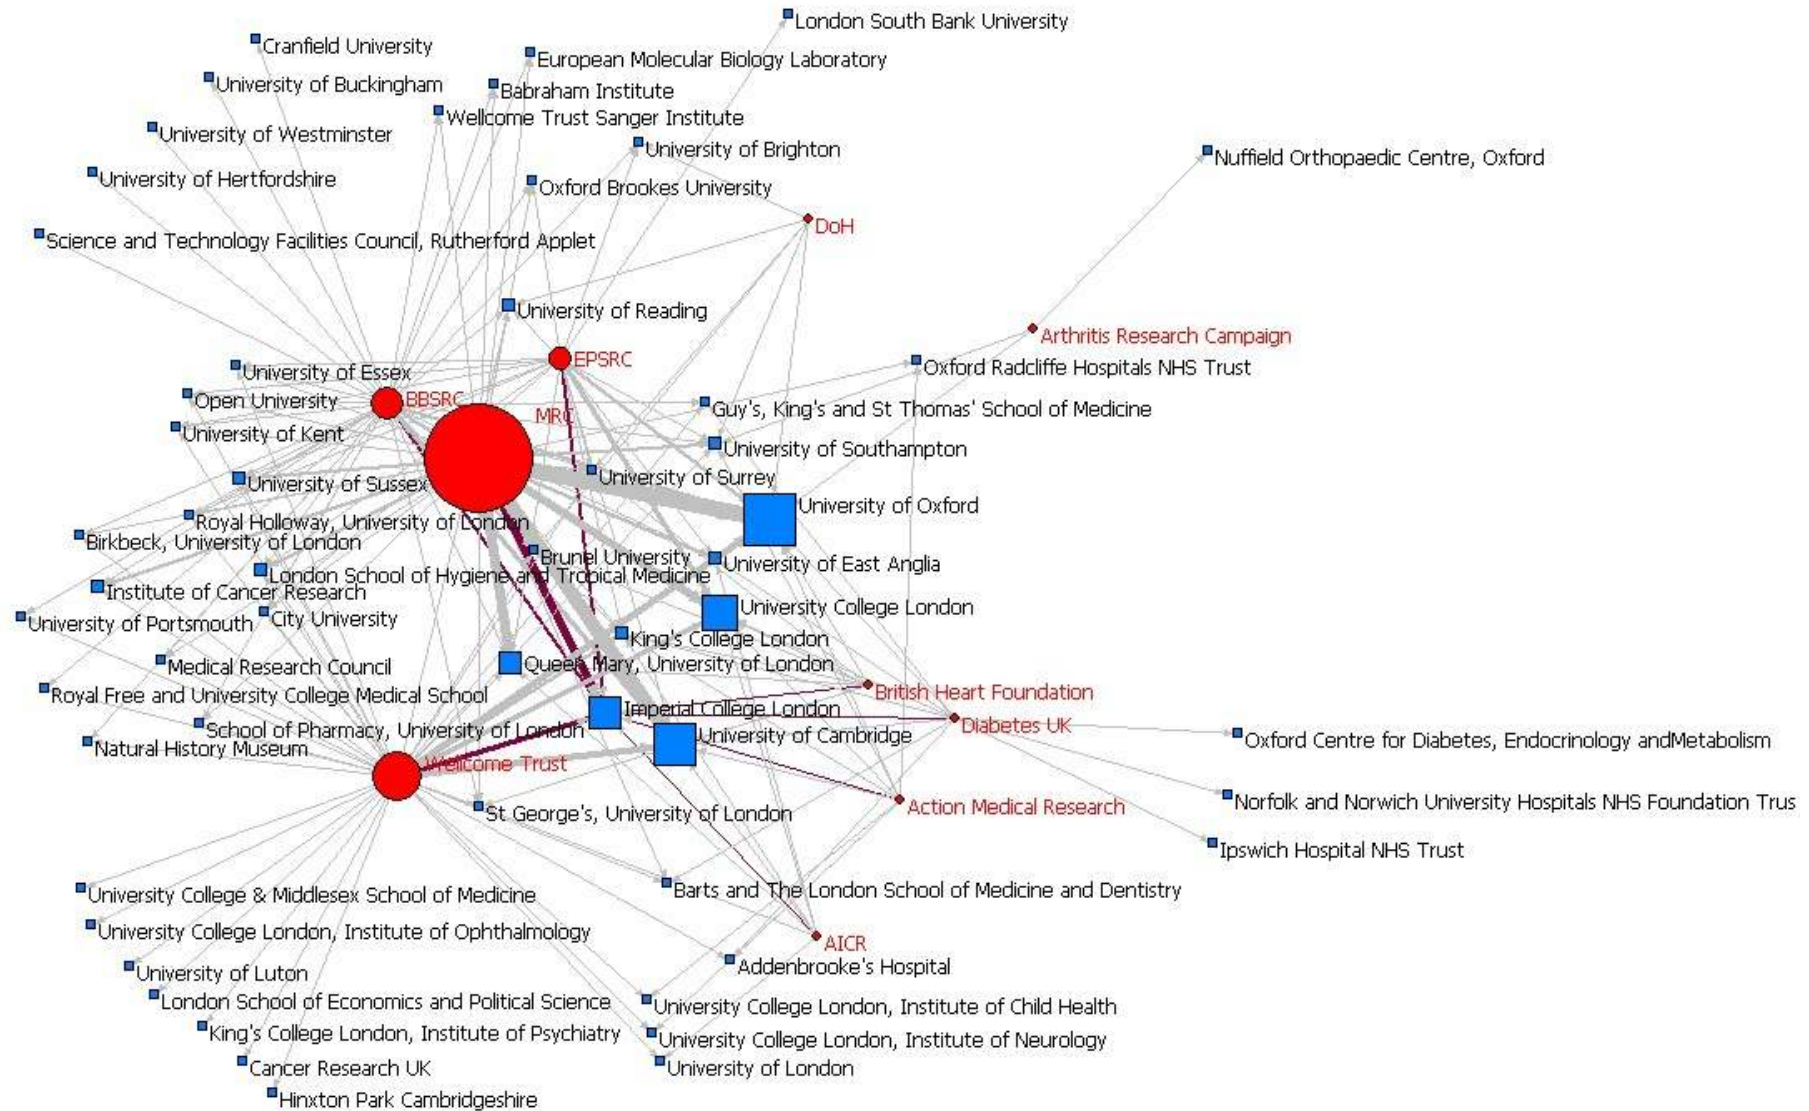 London South Bank University
Cranfield University
European Molecular Biology Laboratory
University of Buckingham
Babraham Institute
Wellcome Trust Sanger Institute
University of Westminster
University of Brighton
Nuffield Orthopaedic Centre, Oxford
University of Hertfordshire
Oxford Brookes University
DoH
Science and Technology Facilities Council, Rutherford Applet
University of Reading
Arthritis Research Campaign
EPSRC
Oxford Radcliffe Hospitals NHS Trust
University of Essex
BBSRC
Open University
MRC
Guy's, King's and St Thomas' School of Medicine
University of Kent
University of Southampton
University of Surrey
University of Sussex
University of Oxford
Royal Holloway, University of London
Birkbeck, University of London
Brunel University
University of East Anglia
London School of Hygiene and Tropical Medicine
Institute of Cancer Research
University College London
City University
University of Portsmouth
King's College London
Medical Research Council
Queen Mary, University of London
Royal Free and University College Medical School
British Heart Foundation
Imperial College London
Diabetes UK
School of Pharmacy, University of London
University of Cambridge
Oxford Centre for Diabetes, Endocrinology andMetabolism
Natural History Museum
Wellcome Trust
Norfolk and Norwich University Hospitals NHS Foundation Trus
Action Medical Research
St George's, University of London
Ipswich Hospital NHS Trust
Barts and The London School of Medicine and Dentistry
University College & Middlesex School of Medicine
University College London, Institute of Ophthalmology
AICR
Addenbrooke's Hospital
University of Luton
London School of Economics and Political Science
University College London, Institute of Child Health
King's College London, Institute of Psychiatry
University College London, Institute of Neurology
Cancer Research UK
University of London
Hinxton Park Cambridgeshire